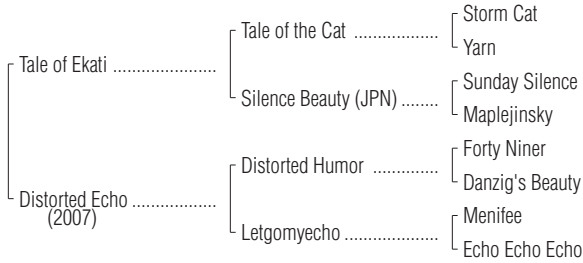 Storm Cat
Tale of the Cat ..................
Yarn
Tale of Ekati ......................
Sunday Silence
Silence Beauty (JPN) ........
Maplejinsky
Forty Niner
Distorted Humor ..............
Danzig's Beauty
Distorted Echo ..................
(2007)
Menifee
Letgomyecho ....................
Echo Echo Echo